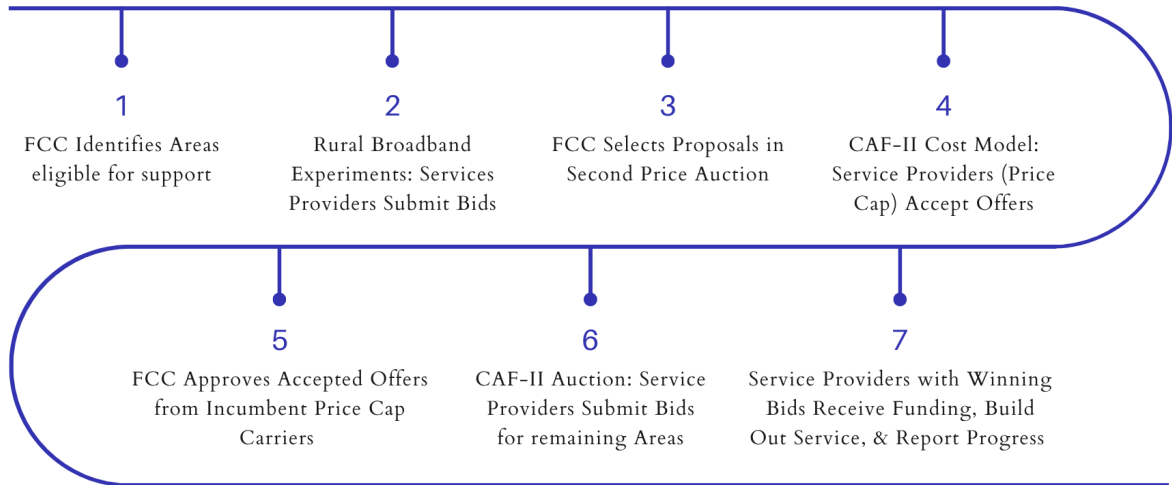 1
FCC Identifies Areas
eligible for support
2
Rural Broadband
Experiments: Services
Providers Submit Bids
3
FCC Selects Proposals in
Second Price Auction
4
CAF-II Cost Model:
Service Providers (Price
Cap) Accept Offers
5
FCC Approves Accepted Offers
from Incumbent Price Cap
Carriers
6
CAF-II Auction: Service
Providers Submit Bids
for remaining Areas
7
Service Providers with Winning
Bids Receive Funding, Build
Out Service, & Report Progress